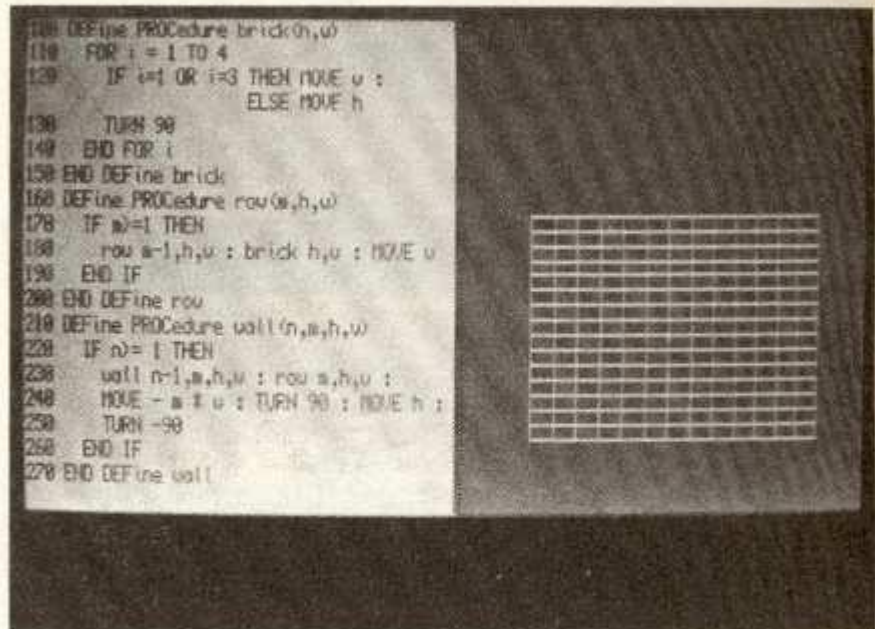 100 DEFine PROCedure brick(h,w)
110 FOR i = 1 TO 4
120 IF i=1 OR i=3 THEN MOVE w :
ELSE MOVE h
130 TURN 90
140 END FOR i
150 END DEFine brick
160 DEFine PROCedure row(m,h,w)
170 IF m>=1 THEN
180 row m-1,h,w : brick h,w : MOVE w
190 END IF
200 END DEFine row
210 DEFine PROCedure wall(n,m,h,w)
220 IF n>= 1 THEN
230 wall n-1,m,h,w : row m,h,w :
240 MOVE - m * w : TURN 90 : MOVE h :
250 TURN -90
260 END IF
270 END DEFine wall